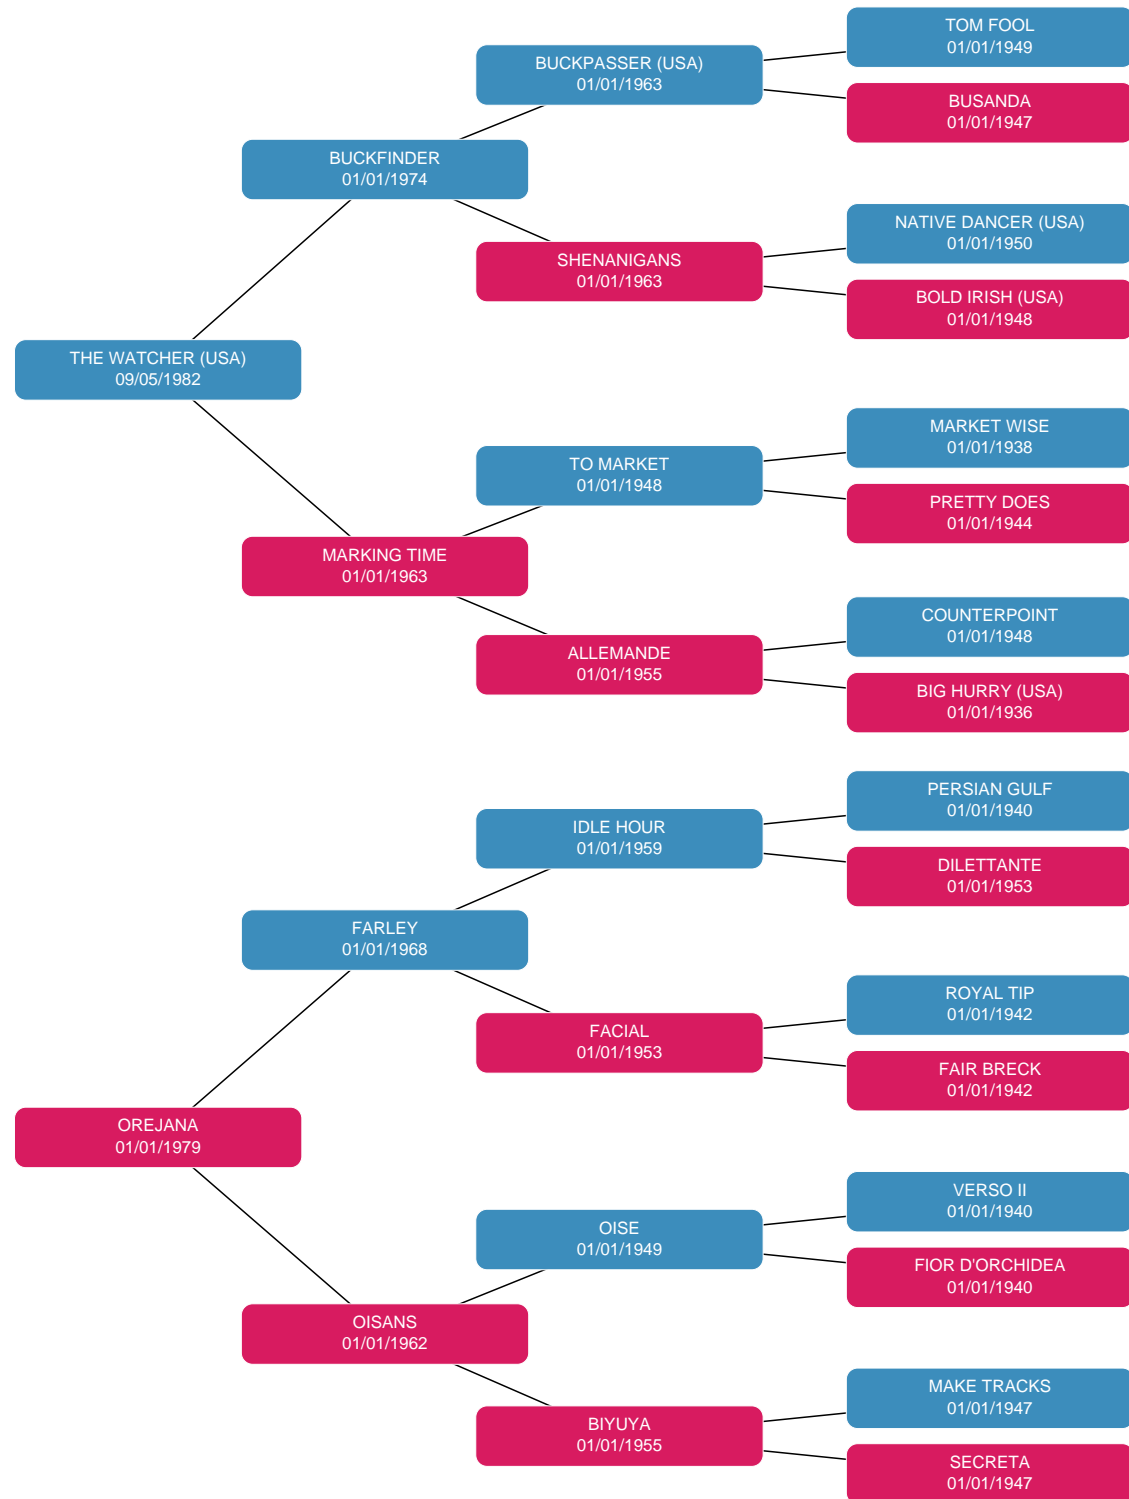 TOM FOOL
01/01/1949
BUCKPASSER (USA)
01/01/1963
BUSANDA
01/01/1947
BUCKFINDER
01/01/1974
NATIVE DANCER (USA)
01/01/1950
SHENANIGANS
01/01/1963
BOLD IRISH (USA)
01/01/1948
THE WATCHER (USA)
09/05/1982
MARKET WISE
01/01/1938
TO MARKET
01/01/1948
PRETTY DOES
01/01/1944
MARKING TIME
01/01/1963
COUNTERPOINT
01/01/1948
ALLEMANDE
01/01/1955
BIG HURRY (USA)
01/01/1936
PERSIAN GULF
01/01/1940
IDLE HOUR
01/01/1959
DILETTANTE
01/01/1953
FARLEY
01/01/1968
ROYAL TIP
01/01/1942
FACIAL
01/01/1953
FAIR BRECK
01/01/1942
OREJANA
01/01/1979
VERSO II
01/01/1940
OISE
01/01/1949
FIOR D'ORCHIDEA
01/01/1940
OISANS
01/01/1962
MAKE TRACKS
01/01/1947
BIYUYA
01/01/1955
SECRETA
01/01/1947